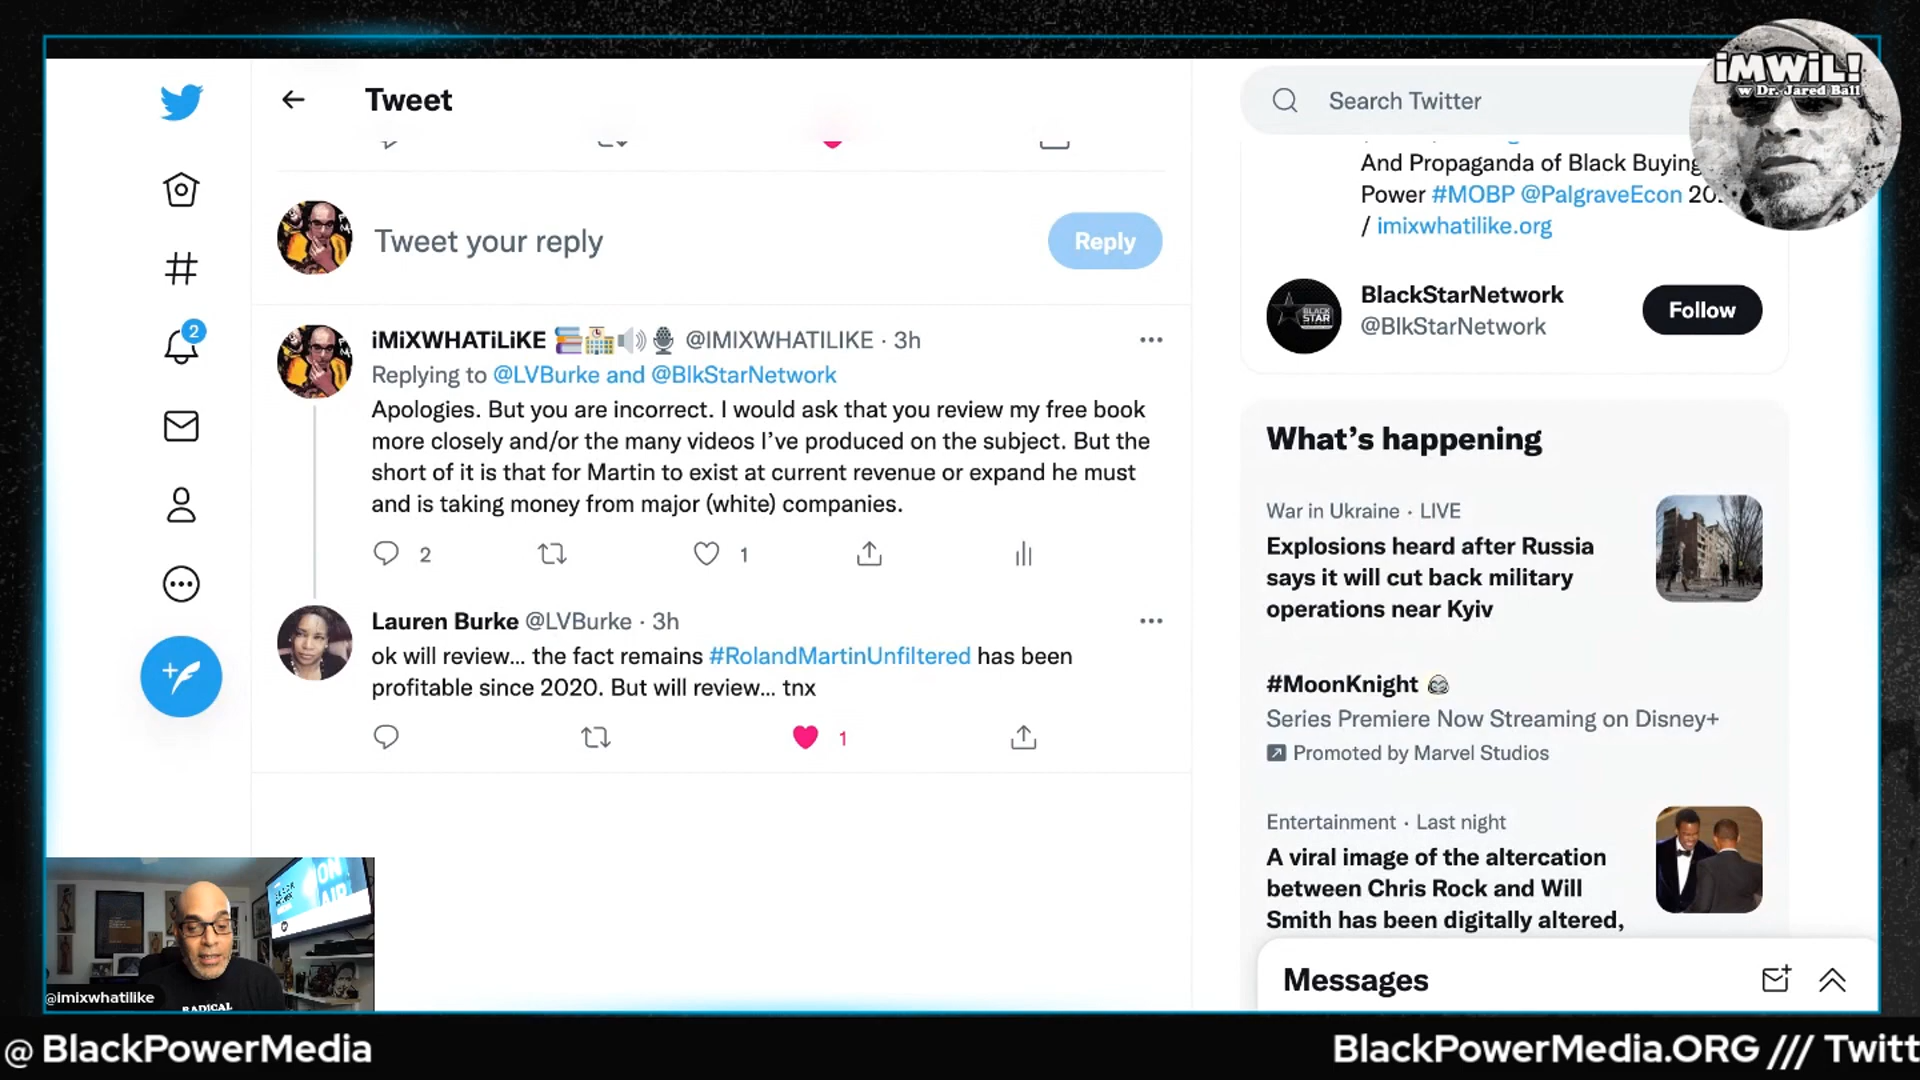 iMWiL!
w Dr. Jared Ball
Tweet
Search Twitter
And Propaganda of Black Buying
Power #MOBP @PalgraveEcon
/ imixwhatilike.org
Tweet your reply
Reply
BLACK STAR
BlackStarNetwork
@BlkStarNetwork
Follow
2
iMiXWHATiLiKE 📚🏫🔊🎙 @IMIXWHATILIKE · 3h
Replying to @LVBurke and @BlkStarNetwork
Apologies. But you are incorrect. I would ask that you review my free book
more closely and/or the many videos I’ve produced on the subject. But the
short of it is that for Martin to exist at current revenue or expand he must
and is taking money from major (white) companies.
2
1
Lauren Burke @LVBurke · 3h
ok will review... the fact remains #RolandMartinUnfiltered has been
profitable since 2020. But will review... tnx
1
What’s happening
War in Ukraine · LIVE
Explosions heard after Russia
says it will cut back military
operations near Kyiv
#MoonKnight
Series Premiere Now Streaming on Disney+
Promoted by Marvel Studios
Entertainment · Last night
A viral image of the altercation
between Chris Rock and Will
Smith has been digitally altered,
Messages
ON
AIR
RADICAL
@imixwhatilike
@ BlackPowerMedia
BlackPowerMedia.ORG /// Twitt